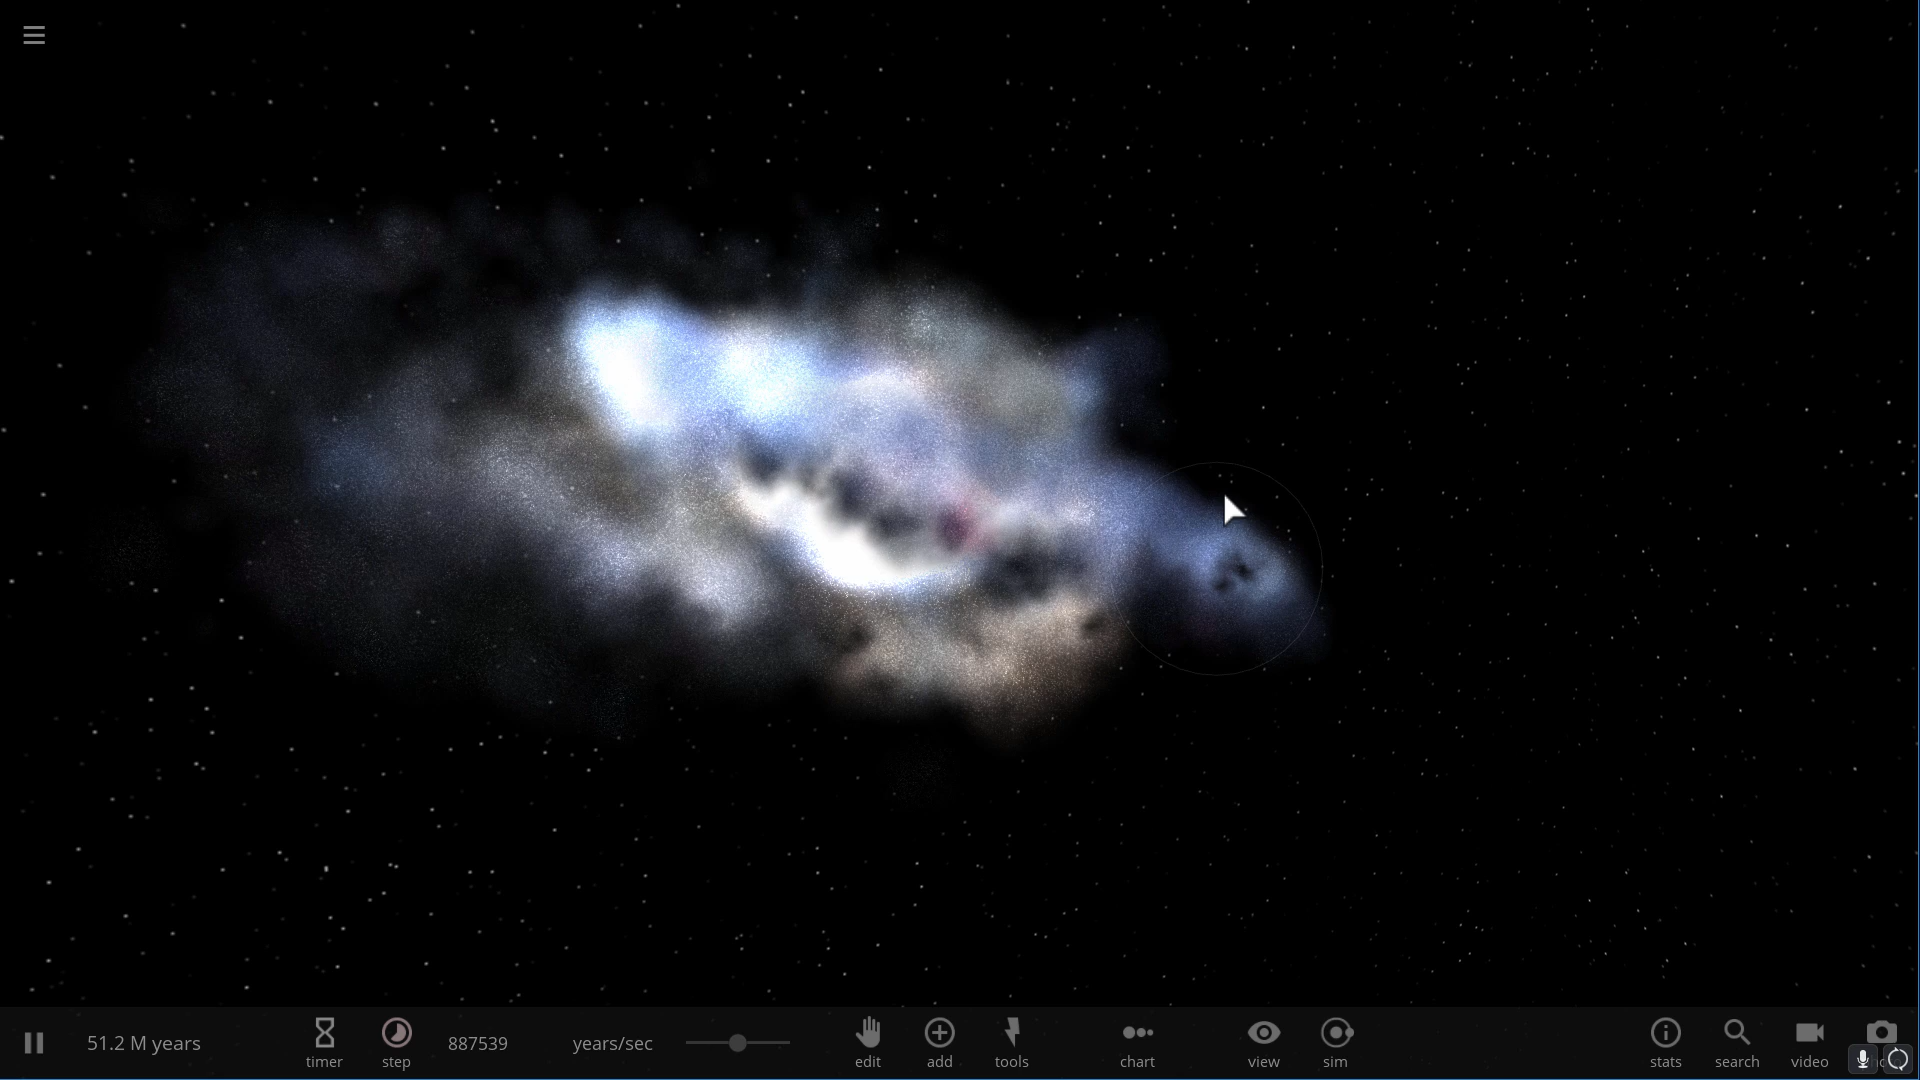 51.2 M years
timer
step
887539
years/sec
edit
add
tools
chart
view
sim
stats
search
video